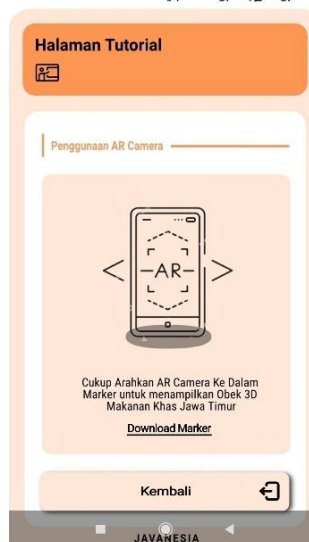 Halaman Tutorial
Penggunaan AR Camera
AR
Cukup Arahkan AR Camera Ke Dalam
Marker untuk menampilkan Obek 3D
Makanan Khas Jawa Timur
Download Marker
Kembali
JAVANESIA